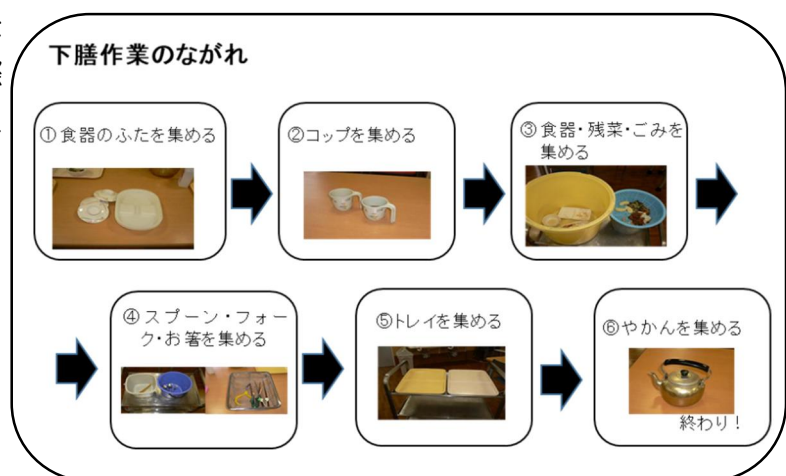 下膳作業のながれ
①食器のふたを集める
②コップを集める
③食器・残菜・ごみを
集める
④スプーン・フォー
ク・お箸を集める
⑤トレイを集める
⑥やかんを集める
終わり！